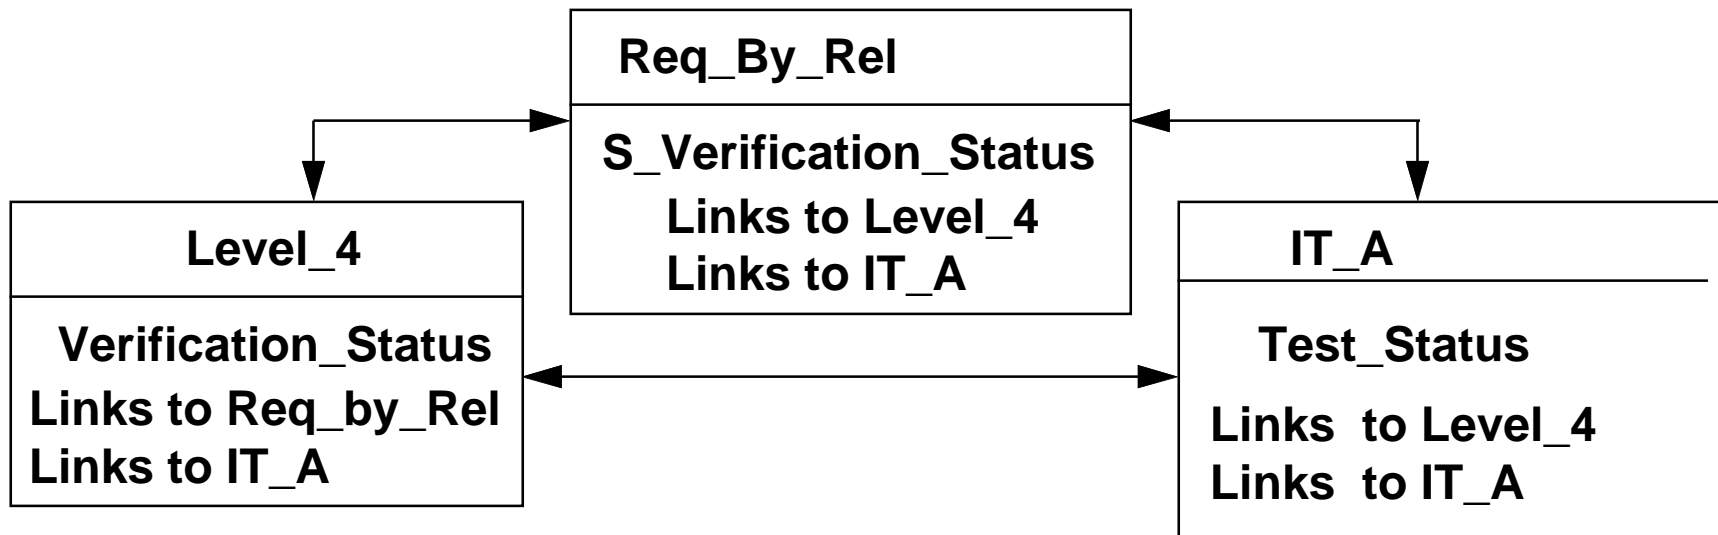 Req_By_Rel
S_Verification_Status
Links to Level_4
Links to IT_A
Level_4
Verification_Status
Links to Req_by_Rel
Links to IT_A
IT_A
Test_Status
Links to Level_4
Links to IT_A